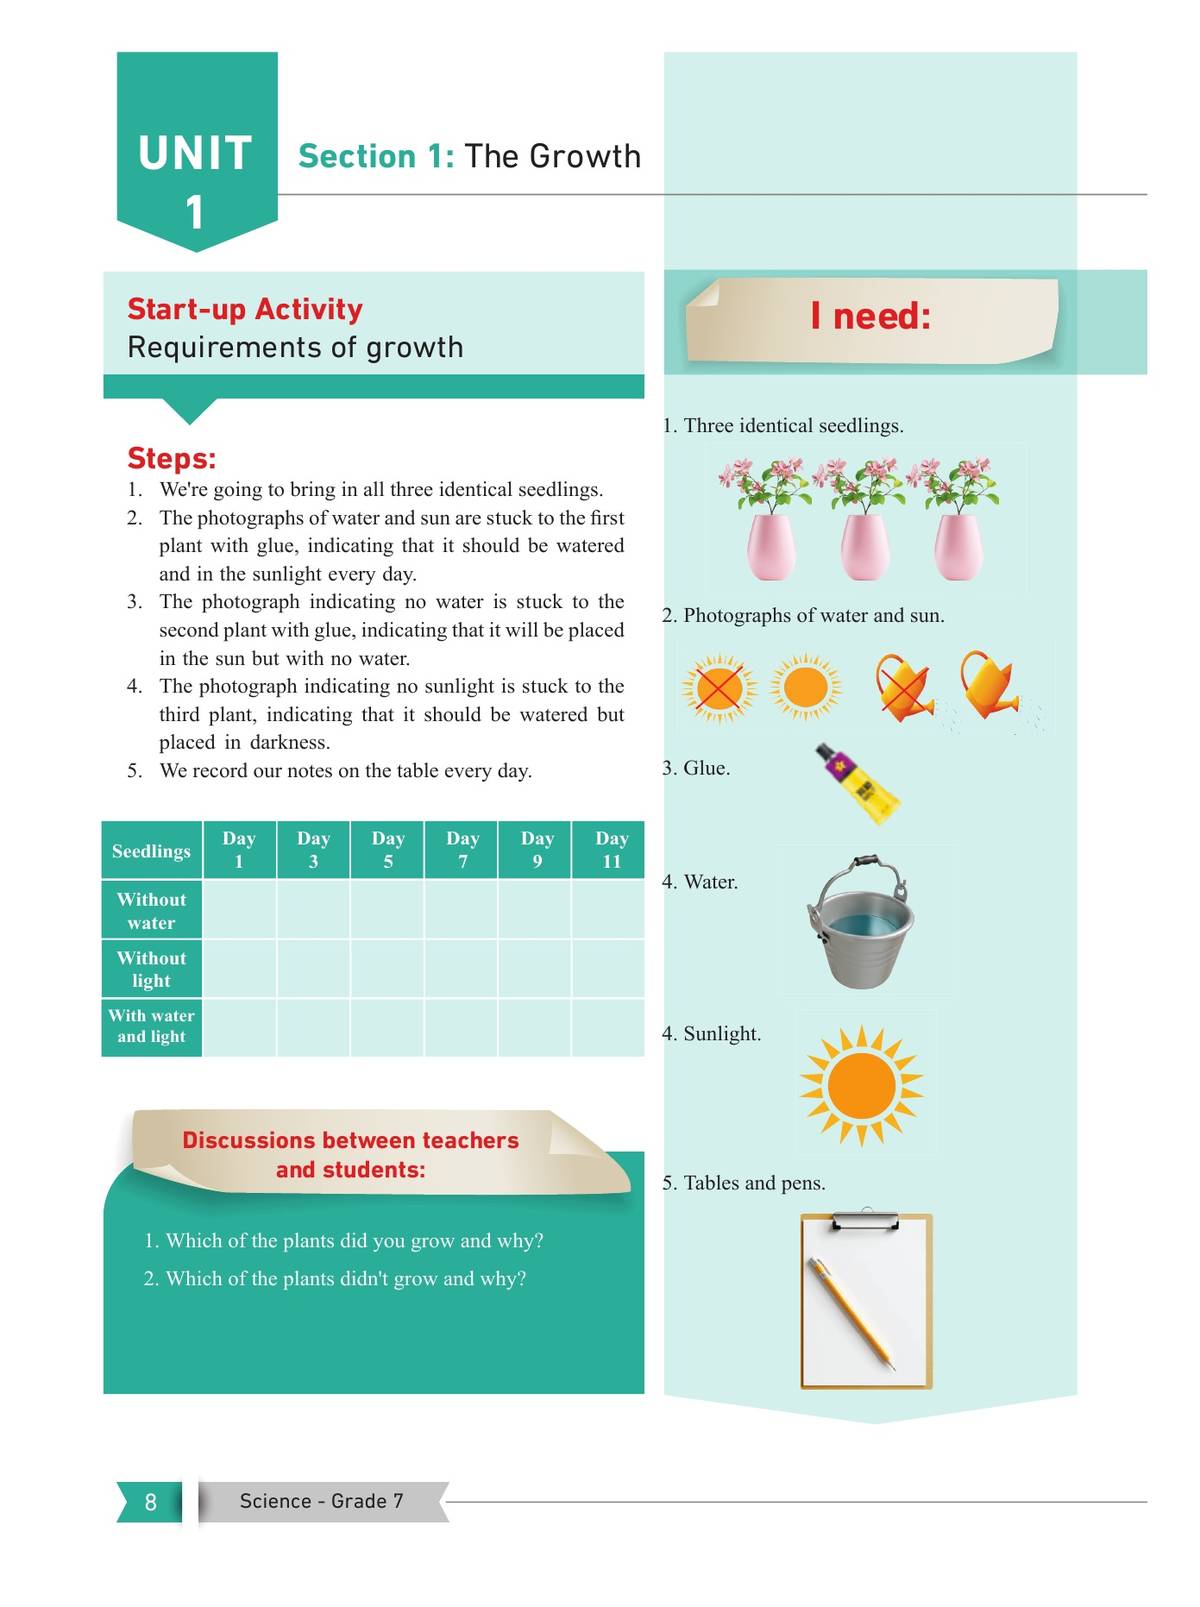 UNIT
1
Section 1: The Growth
Start-up Activity
Requirements of growth
Steps:
1. We're going to bring in all three identical seedlings.
2. The photographs of water and sun are stuck to the first
plant with glue, indicating that it should be watered
and in the sunlight every day.
3. The photograph indicating no water is stuck to the
second plant with glue, indicating that it will be placed
in the sun but with no water.
4. The photograph indicating no sunlight is stuck to the
third plant, indicating that it should be watered but
placed in darkness.
5. We record our notes on the table every day.
Seedlings
Day
1
Day
3
Day
5
Day
7
Day
9
Day
11
Without
water
Without
light
With water
and light
Discussions between teachers
and students:
1. Which of the plants did you grow and why?
2. Which of the plants didn't grow and why?
I need:
1. Three identical seedlings.
2. Photographs of water and sun.
3. Glue.
4. Water.
4. Sunlight.
5. Tables and pens.
8
Science - Grade 7